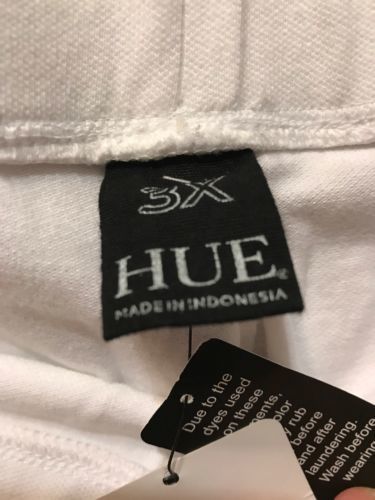 3X
HUE
MADE IN INDONESIA
Due to the
dyes used
on these
color
rub
before
and after
laundering.
Wash before
wearing